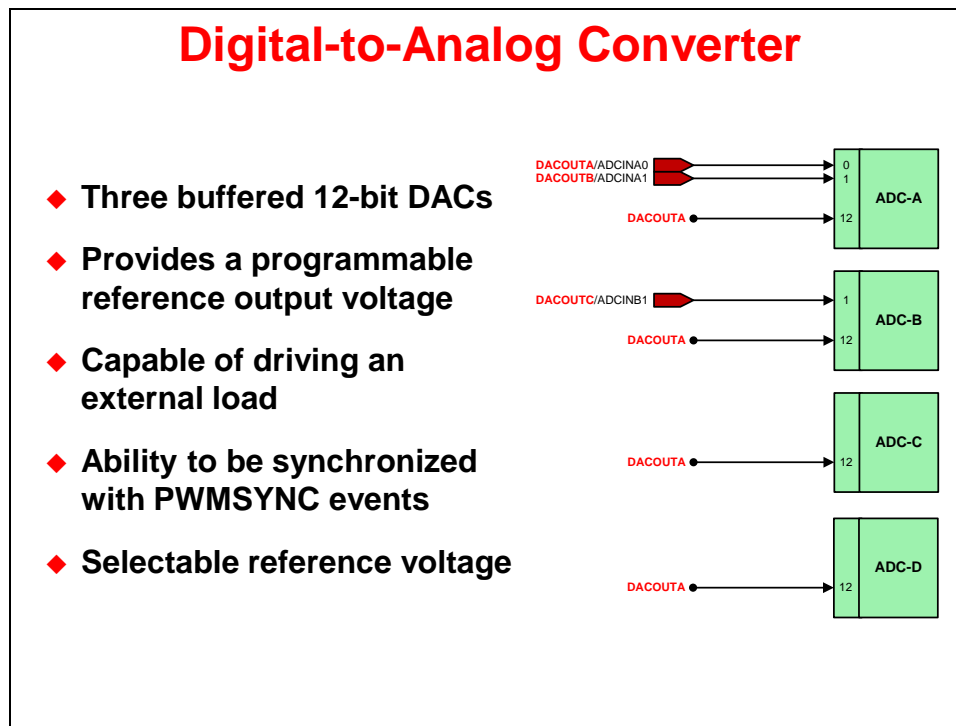 Digital-to-Analog Converter
◆ Three buffered 12-bit DACs
◆ Provides a programmable
reference output voltage
◆ Capable of driving an
external load
◆ Ability to be synchronized
with PWMSYNC events
◆ Selectable reference voltage
DACOUTA/ADCINA0 0
DACOUTB/ADCINA1 1
ADC-A
DACOUTA 12
DACOUTC/ADCINB1 1
ADC-B
DACOUTA 12
ADC-C
DACOUTA 12
ADC-D
DACOUTA 12